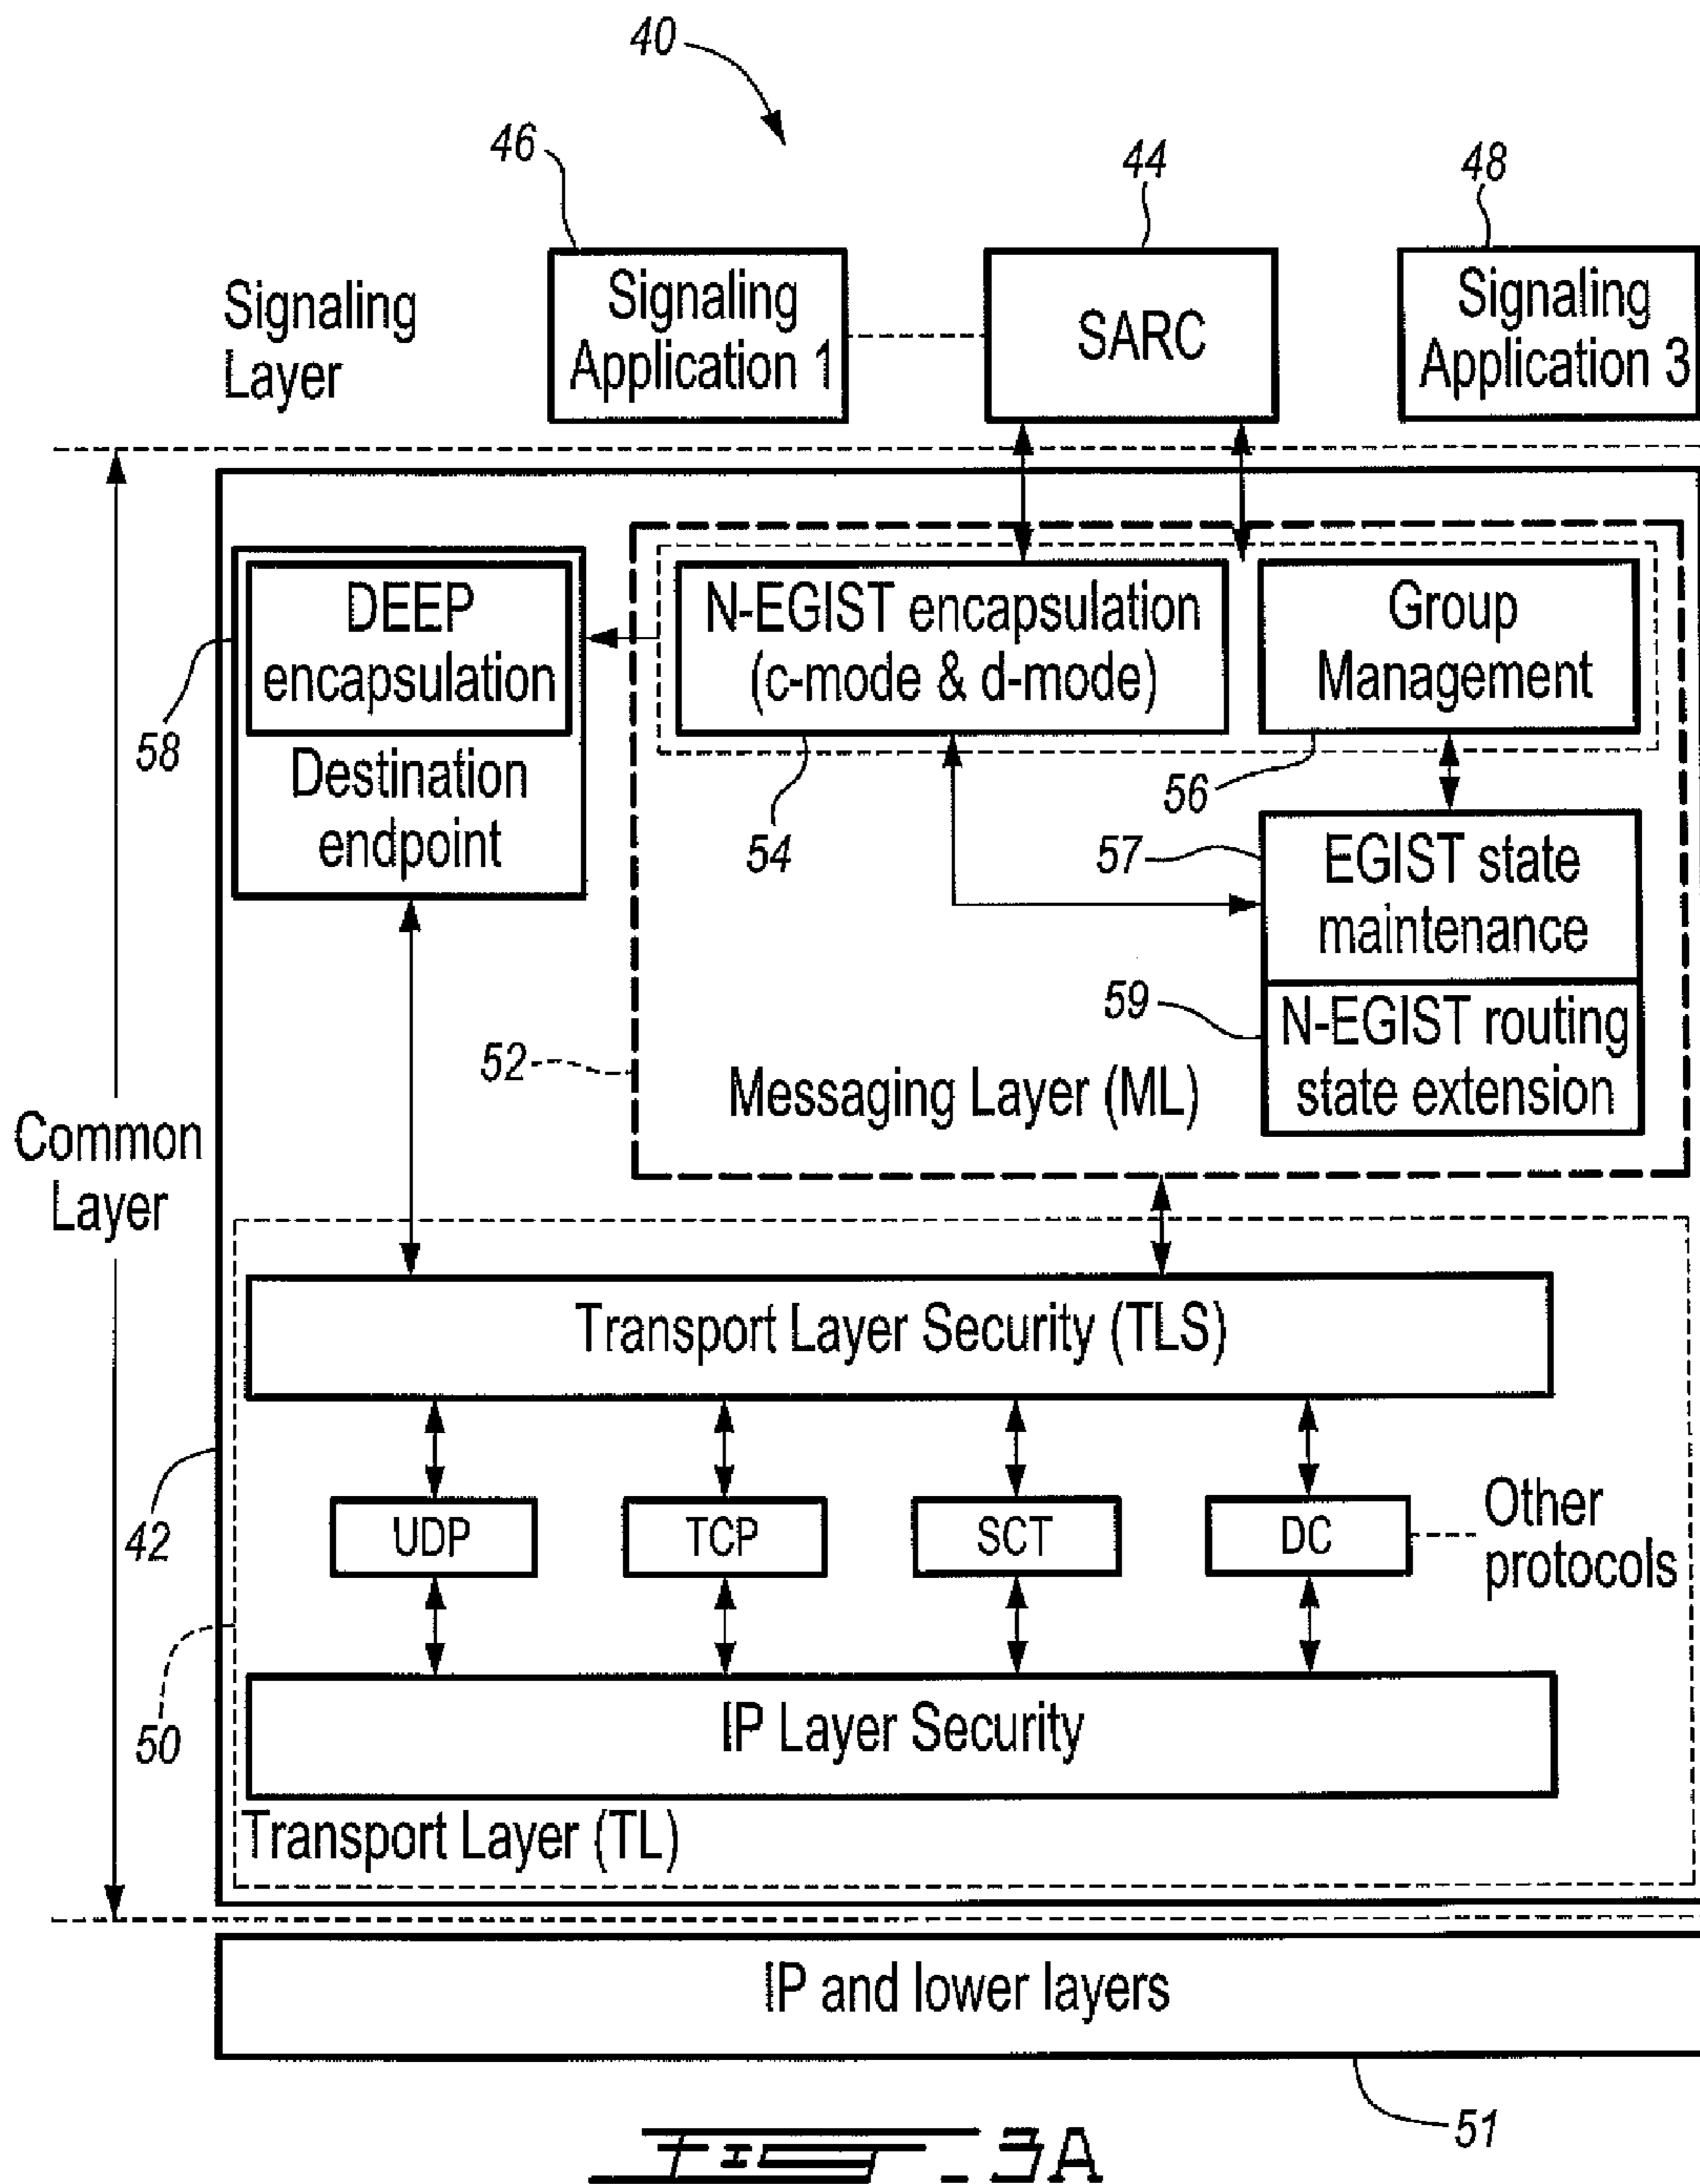 40
46
44
48
Signaling
Layer
Signaling
Application 1
SARC
Signaling
Application 3
DEEP
encapsulation
Destination
endpoint
58
N-EGIST encapsulation
(c-mode & d-mode)
Group
Management
54
56
57
EGIST state
maintenance
59
N-EGIST routing
state extension
52
Messaging Layer (ML)
Common
Layer
Transport Layer Security (TLS)
42
UDP
TCP
SCT
DC
Other
protocols
50
IP Layer Security
Transport Layer (TL)
IP and lower layers
51
FIG. 3A